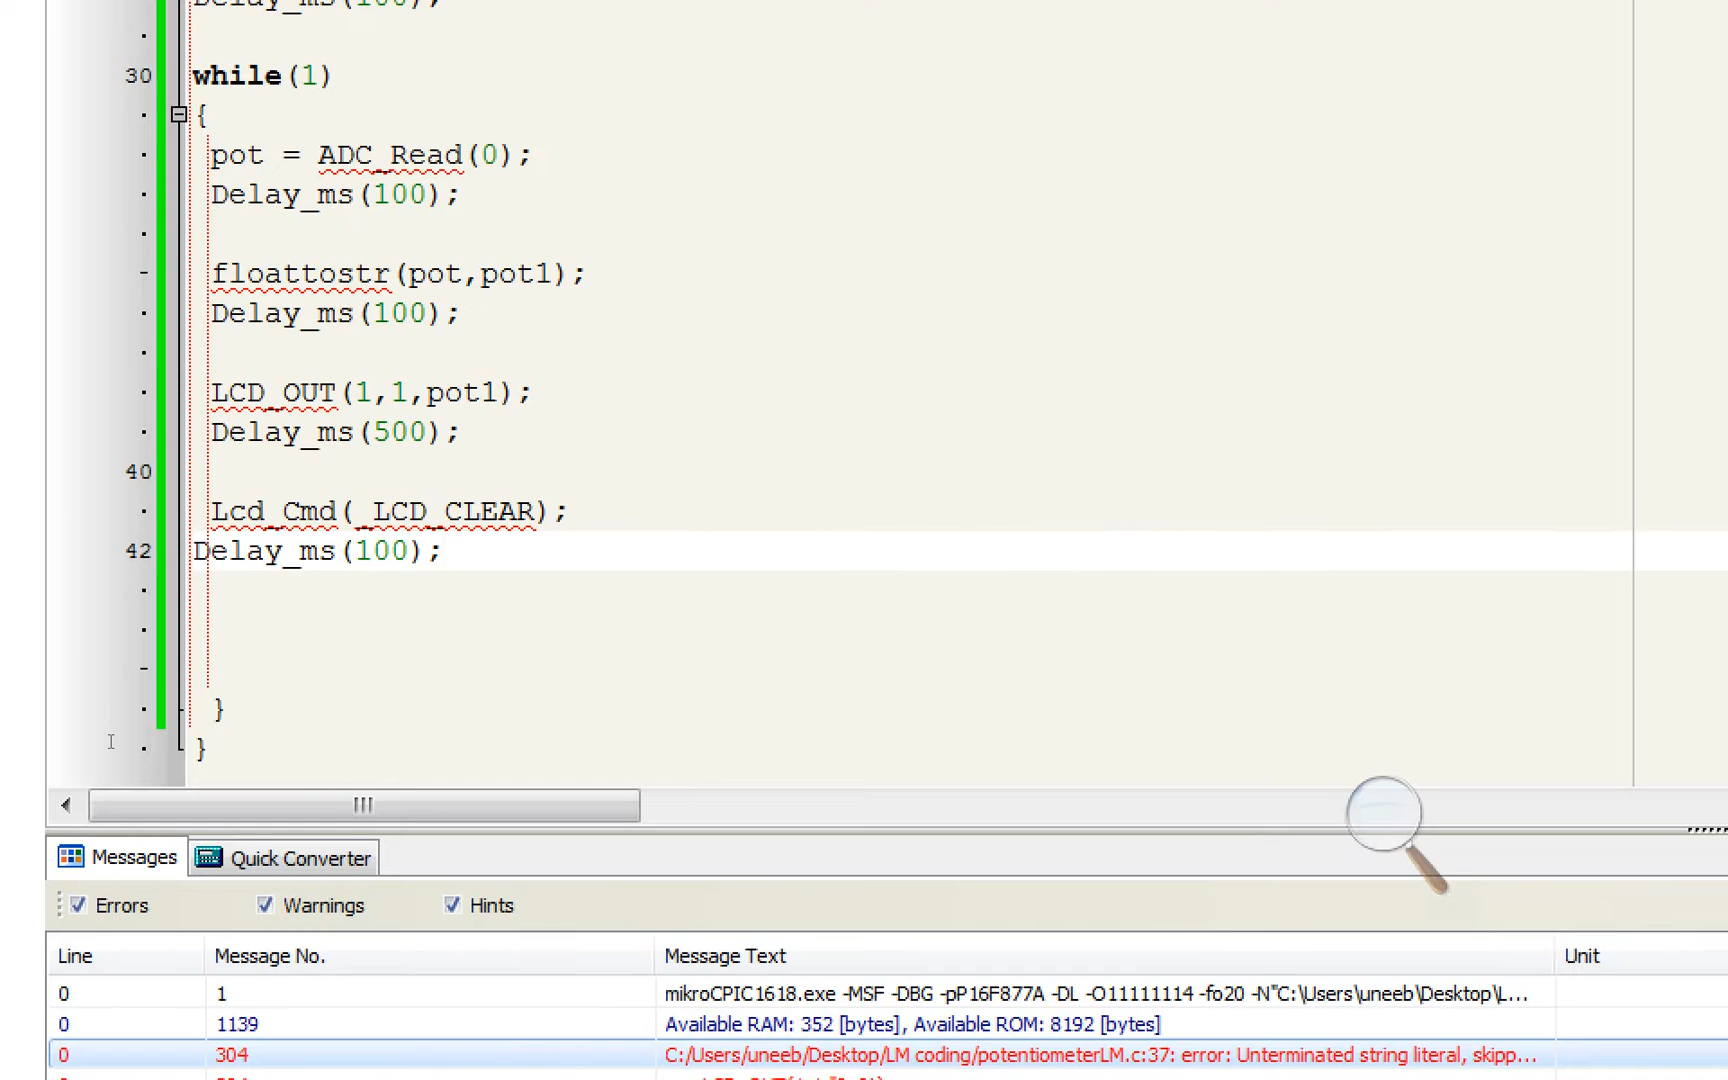 Delay_ms(100);
30 while(1)
{
pot = ADC_Read(0);
Delay_ms(100);
floattostr(pot,pot1);
Delay_ms(100);
LCD_OUT(1,1,pot1);
Delay_ms(500);
40
Lcd_Cmd(_LCD_CLEAR);
42 Delay_ms(100);
}
}
Messages Quick Converter
Errors Warnings Hints
Line Message No. Message Text Unit
0 1 mikroCPIC1618.exe -MSF -DBG -pP16F877A -DL -O11111114 -fo20 -N"C:\Users\uneeb\Desktop\L...
0 1139 Available RAM: 352 [bytes], Available ROM: 8192 [bytes]
0 304 C:/Users/uneeb/Desktop/LM coding/potentiometerLM.c:37: error: Unterminated string literal, skipp...